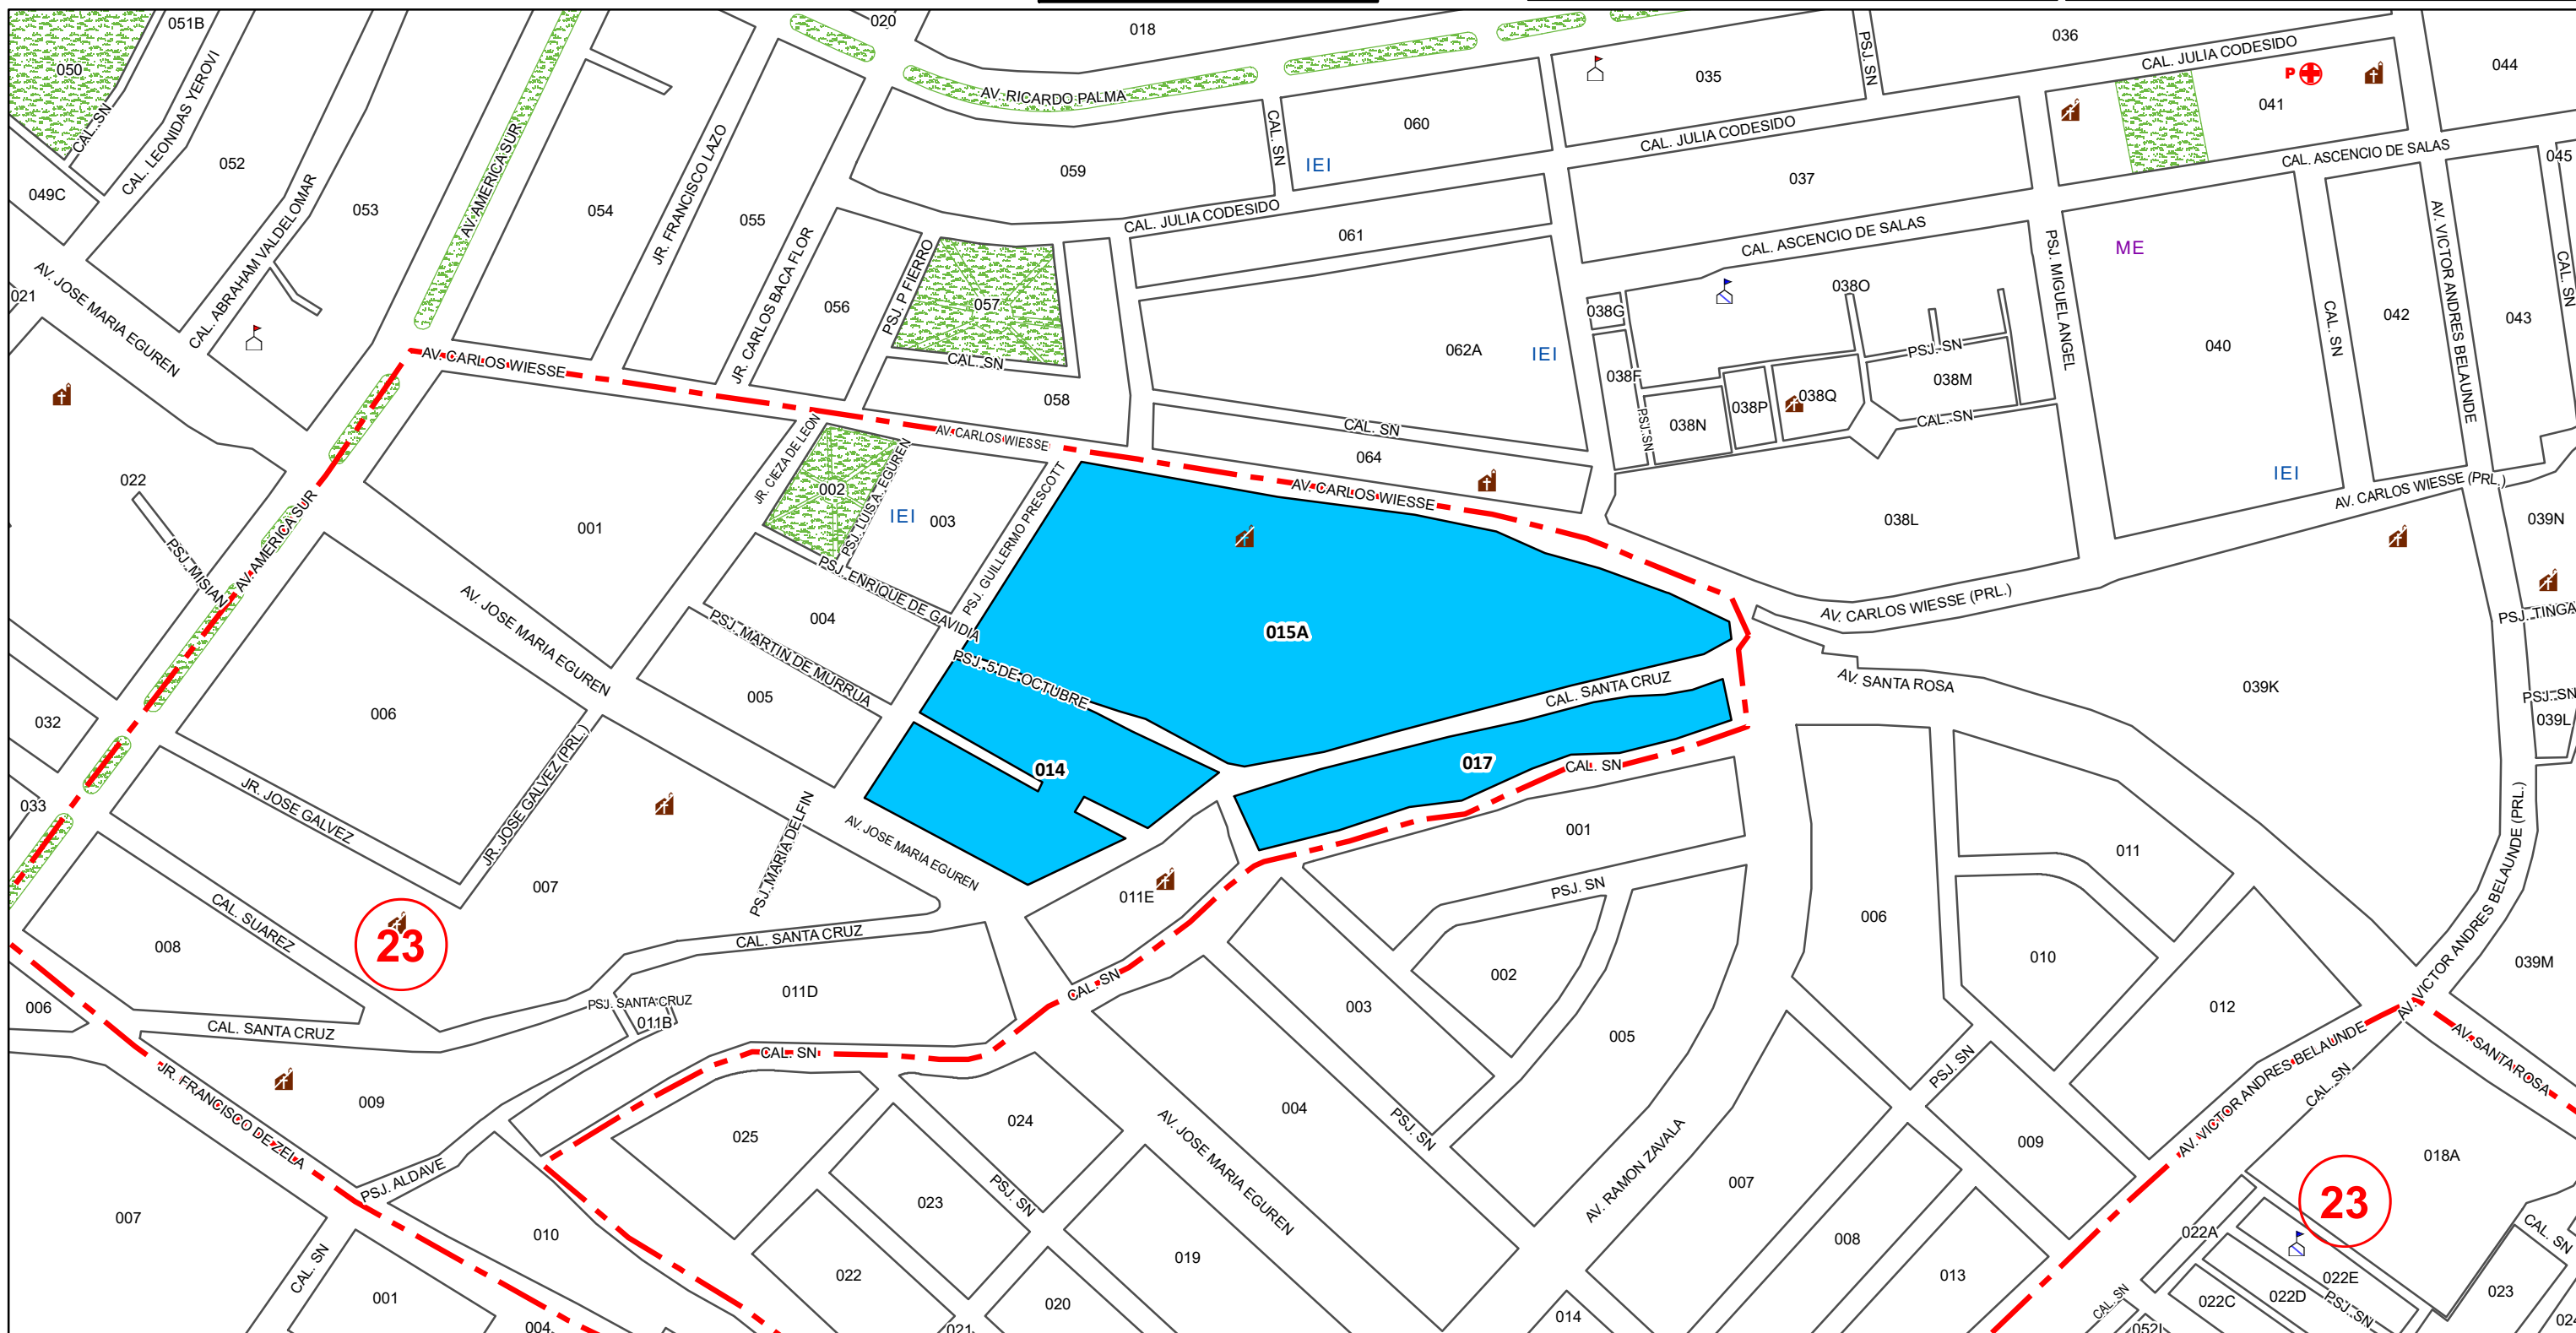 051B
020
018
036
CAL. JULIA CODESIDO
044
050
PSJ. SN
035
P
041
CAL. SN
CAL. LEONIDAS YEROVI
AV. RICARDO PALMA
060
CAL. SN
CAL. JULIA CODESIDO
CAL. ASCENCIO DE SALAS
045
052
AV. AMERICA SUR
JR. FRANCISCO LAZO
059
IEI
037
049C
053
054
055
CAL. JULIA CODESIDO
061
CAL. ASCENCIO DE SALAS
ME
AV. VICTOR ANDRES BELAUNDE
CAL. SN
CAL. ABRAHAM VALDELOMAR
AV. JOSE MARIA EGUREN
021
JR. CARLOS BACA FLOR
056
PSJ. P FIERRO
057
038G
038O
PSJ. MIGUEL ANGEL
CAL. SN
042
043
040
AV. CARLOS WIESSE
CAL. SN
062A
IEI
038F
PSJ. SN
038M
038P
038Q
058
CAL. SN
PSJ. SN
038N
CAL. SN
JR. CIEZA DE LEON
AV. CARLOS WIESSE
064
022
002
PSJ. LUIS A. EGUREN
IEI
003
PSJ. GUILLERMO PRESCOTT
AV. CARLOS WIESSE
IEI
AV. CARLOS WIESSE (PRL.)
001
038L
039N
AV. AMERICA SUR
PSJ. MISIAN
PSJ. ENRIQUE DE GAVIDIA
AV. JOSE MARIA EGUREN
004
PSJ. MARTIN DE MURRUA
015A
AV. CARLOS WIESSE (PRL.)
PSJ. TINGA
PSJ. 5 DE OCTUBRE
CAL. SANTA CRUZ
AV. SANTA ROSA
039K
PSJ. SN
005
006
032
039L
014
017
CAL. SN
JR. JOSE GALVEZ
JR. JOSE GALVEZ (PRL.)
033
PSJ. MARIA DELFIN
AV. JOSE MARIA EGUREN
001
011
AV. VICTOR ANDRES BELAUNDE (PRL.)
007
011E
PSJ. SN
CAL. SUAREZ
23
CAL. SANTA CRUZ
008
006
010
039M
002
CAL. SN
011D
003
PSJ. SANTA CRUZ
011B
006
CAL. SANTA CRUZ
005
012
AV. VICTOR ANDRES BELAUNDE
AV. VICTOR ANDRES BELAUNDE
AV. SANTA ROSA
CAL. SN
PSJ. SN
JR. FRANCISCO DE ZELA
009
004
CAL. SN
025
024
AV. JOSE MARIA EGUREN
PSJ. SN
009
018A
PSJ. ALDAVE
PSJ. SN
023
AV. RAMON ZAVALA
007
23
007
010
CAL. SN
019
008
022A
CAL. SN
022
013
022E
001
020
CAL. SN
022C
022D
PSJ. SN
023
014
004
021
052I
02